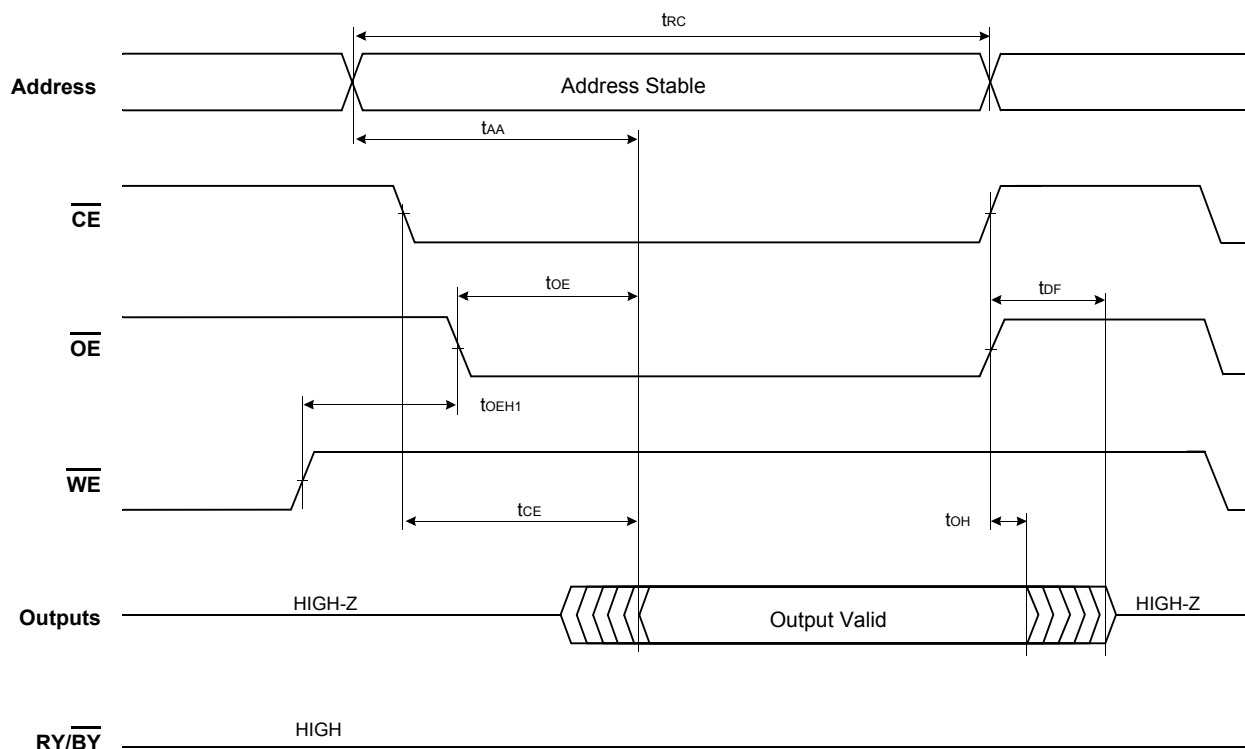 tRC
Address
Address Stable
tAA
CE
tOE
tDF
OE
tOEH1
WE
tCE
tOH
HIGH-Z
HIGH-Z
Outputs
Output Valid
HIGH
RY/BY